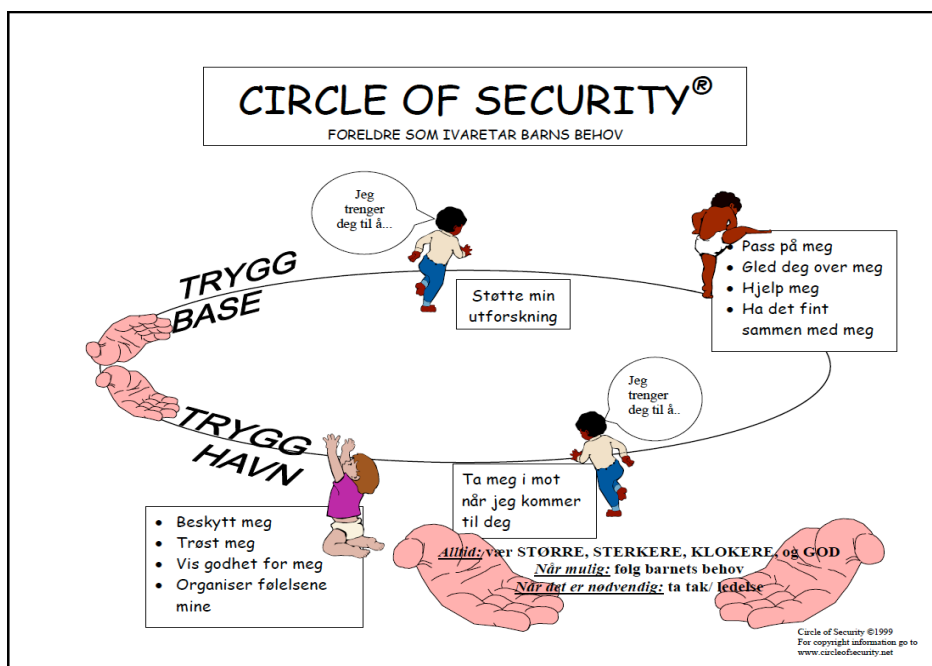 CIRCLE OF SECURITY®
FORELDRE SOM IVARETAR BARNS BEHOV
Jeg
trenger
deg til å...
TRYGG
BASE
Støtte min
utforskning
• Pass på meg
• Gled deg over meg
• Hjelp meg
• Ha det fint
sammen med meg
Jeg
trenger
deg til å..
TRYGG
HAVN
Ta meg i mot
når jeg kommer
til deg
• Beskytt meg
• Trøst meg
• Vis godhet for meg
• Organiser følelsene
mine
Alltid: vær STØRRE, STERKERE, KLOKERE, og GOD
Når mulig: følg barnets behov
Når det er nødvendig: ta tak/ ledelse
Circle of Security ©1999
For copyright information go to
www.circleofsecurity.net